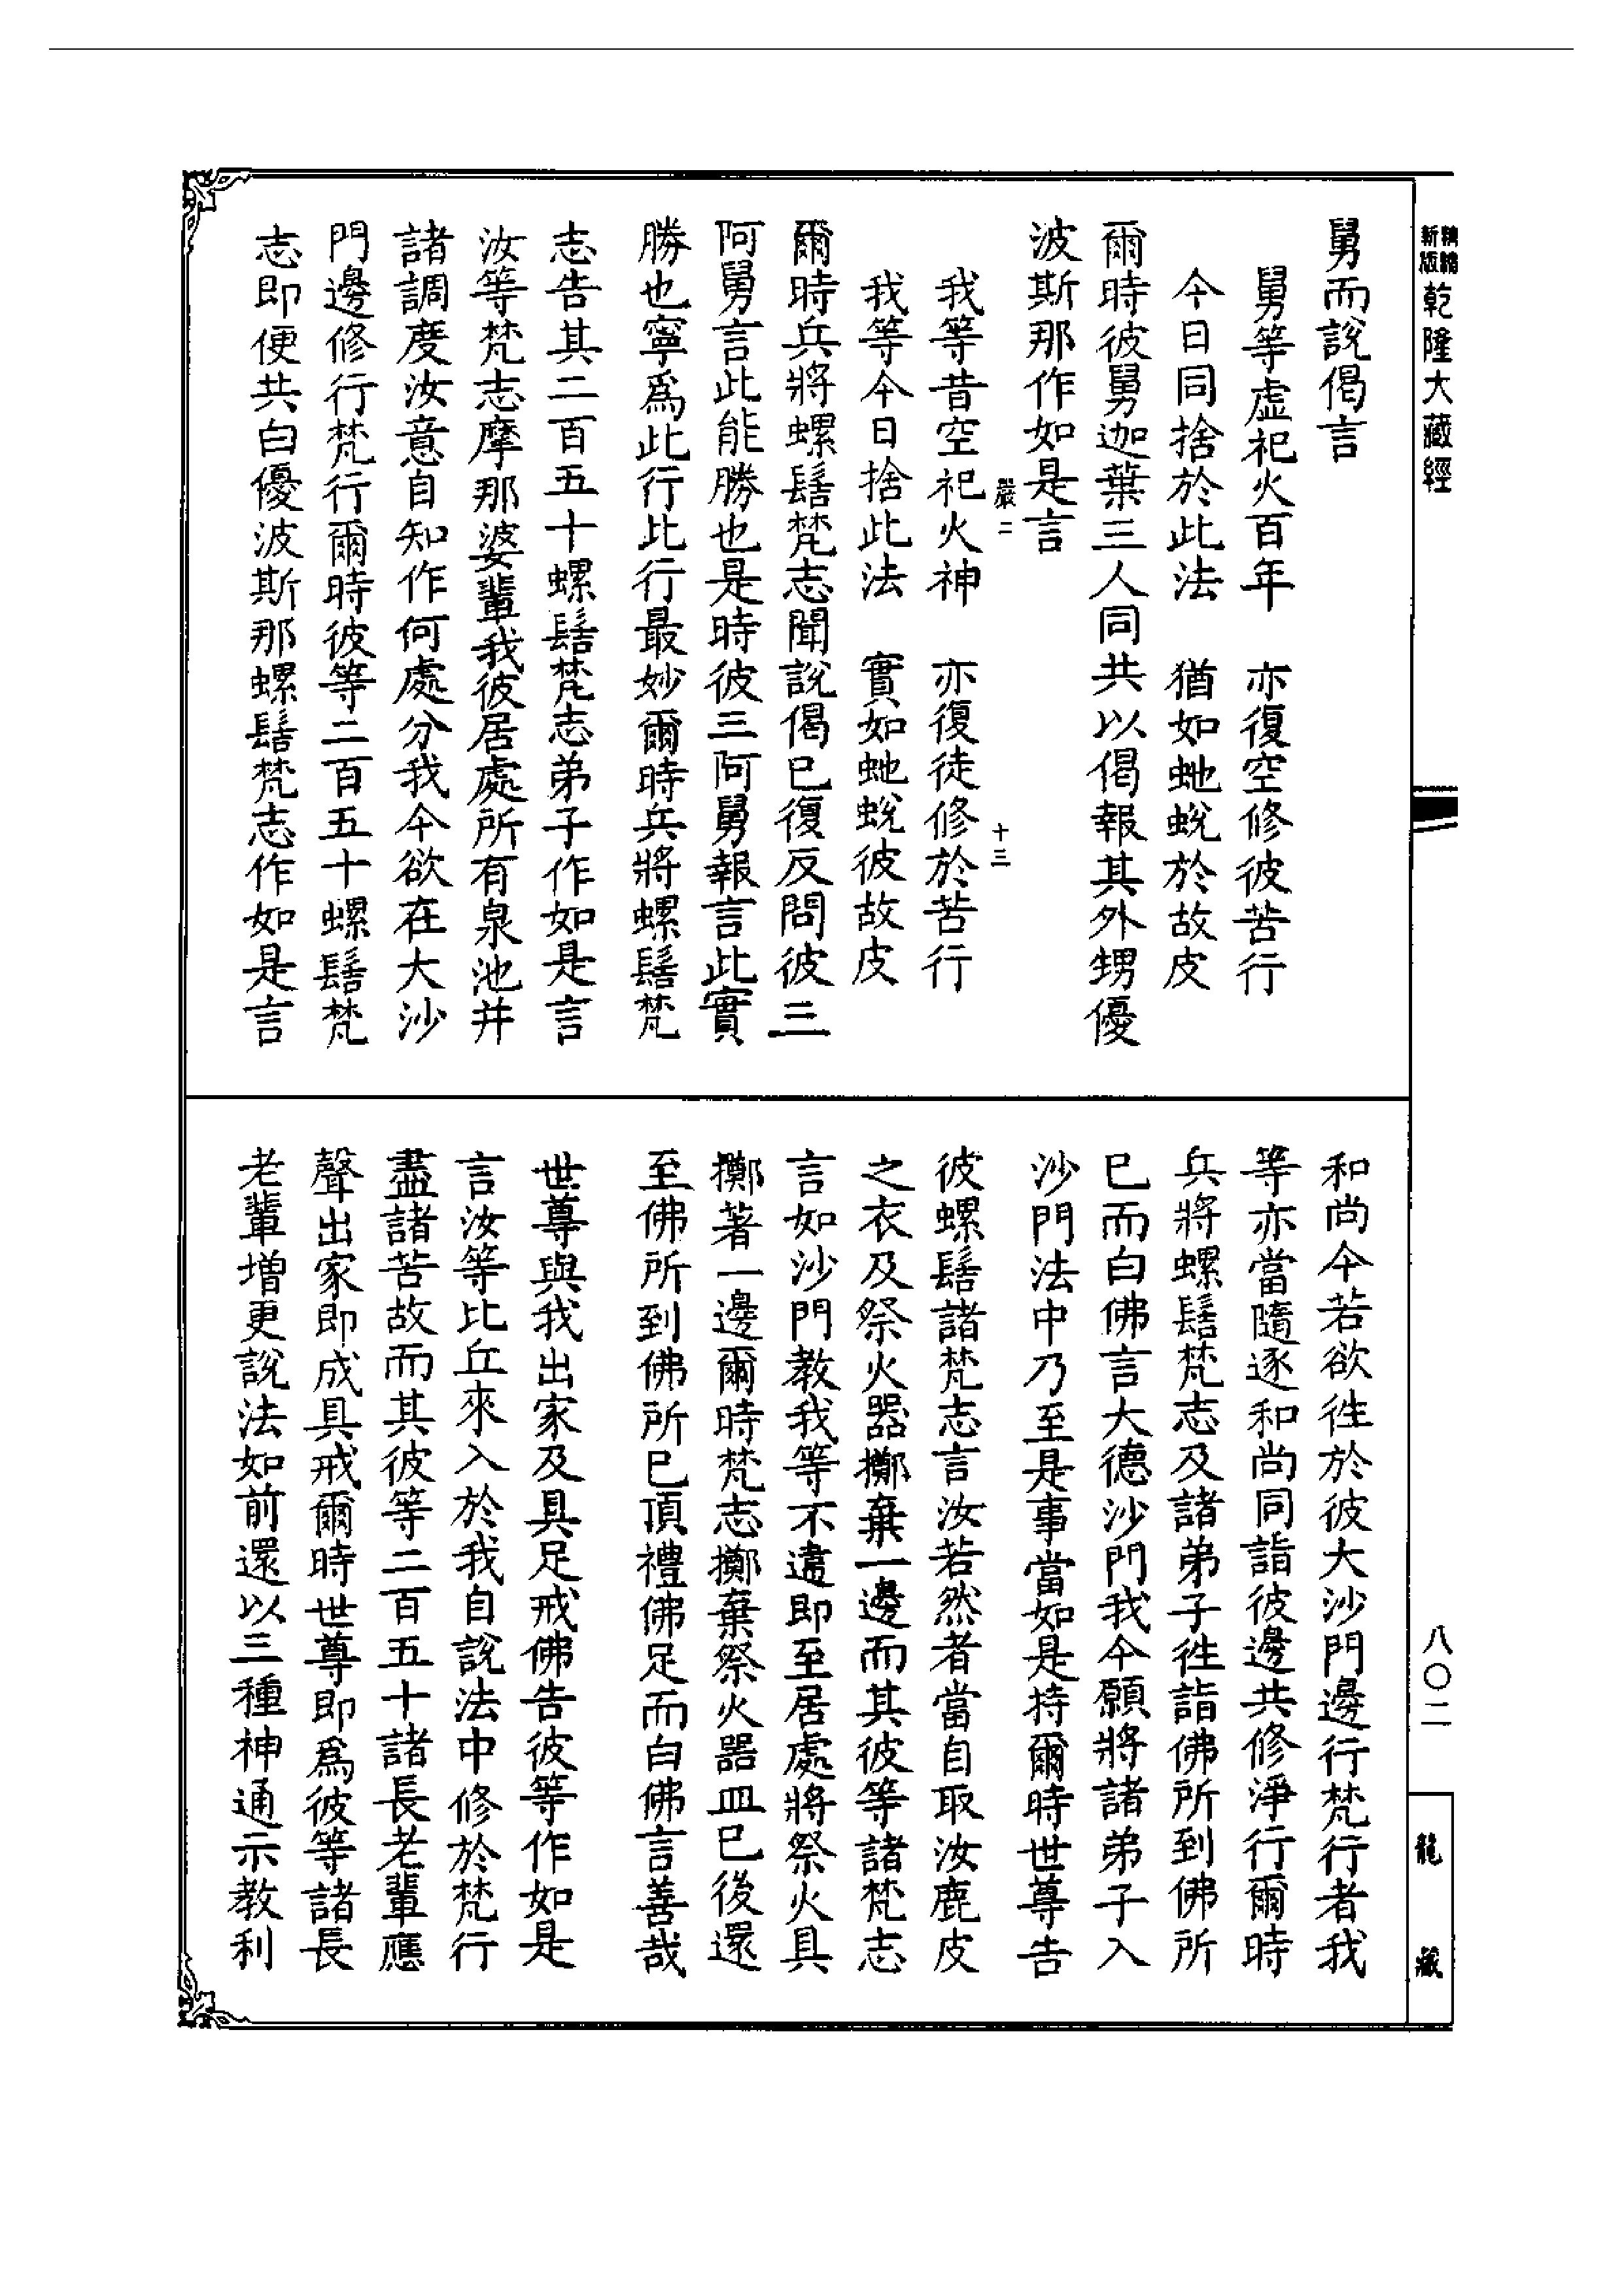 新版
精縮
乾隆大藏經
八〇二
龍藏
舅而說偈言
舅等虛祀火百年　亦復空修彼苦行
今日同捨於此法　猶如虵蛻於故皮
爾時彼舅迦葉三人同共以偈報其外甥優
波斯那作如是言
嚴二　十三
我等昔空祀火神　亦復徒修於苦行
我等今日捨此法　實如虵蛻彼故皮
爾時兵將螺髻梵志聞說偈已復反問彼三
阿舅言此能勝也是時彼三阿舅報言此實
勝也寧爲此行比行最妙爾時兵將螺髻梵
志告其二百五十螺髻梵志弟子作如是言
汝等梵志摩那婆輩我彼居處所有泉池并
諸調度汝意自知作何處分我今欲在大沙
門邊修行梵行爾時彼等二百五十螺髻梵
志即便共白優波斯那螺髻梵志作如是言
和尚今若欲往於彼大沙門邊行梵行者我
等亦當隨逐和尚同詣彼邊共修淨行爾時
兵將螺髻梵志及諸弟子往詣佛所到佛所
已而白佛言大德沙門我今願將諸弟子入
沙門法中乃至是事當如是持爾時世尊告
彼螺髻諸梵志言汝若然者當自取汝鹿皮
之衣及祭火器擲棄一邊而其彼等諸梵志
言如沙門教我等不違即至居處將祭火具
擲著一邊爾時梵志擲棄祭火器皿已後還
至佛所到佛所已頂禮佛足而白佛言善哉
世尊與我出家及具足戒佛告彼等作如是
言汝等比丘來入於我自說法中修於梵行
盡諸苦故而其彼等二百五十諸長老輩應
聲出家即成具戒爾時世尊即爲彼等諸長
老輩增更說法如前還以三種神通示教利